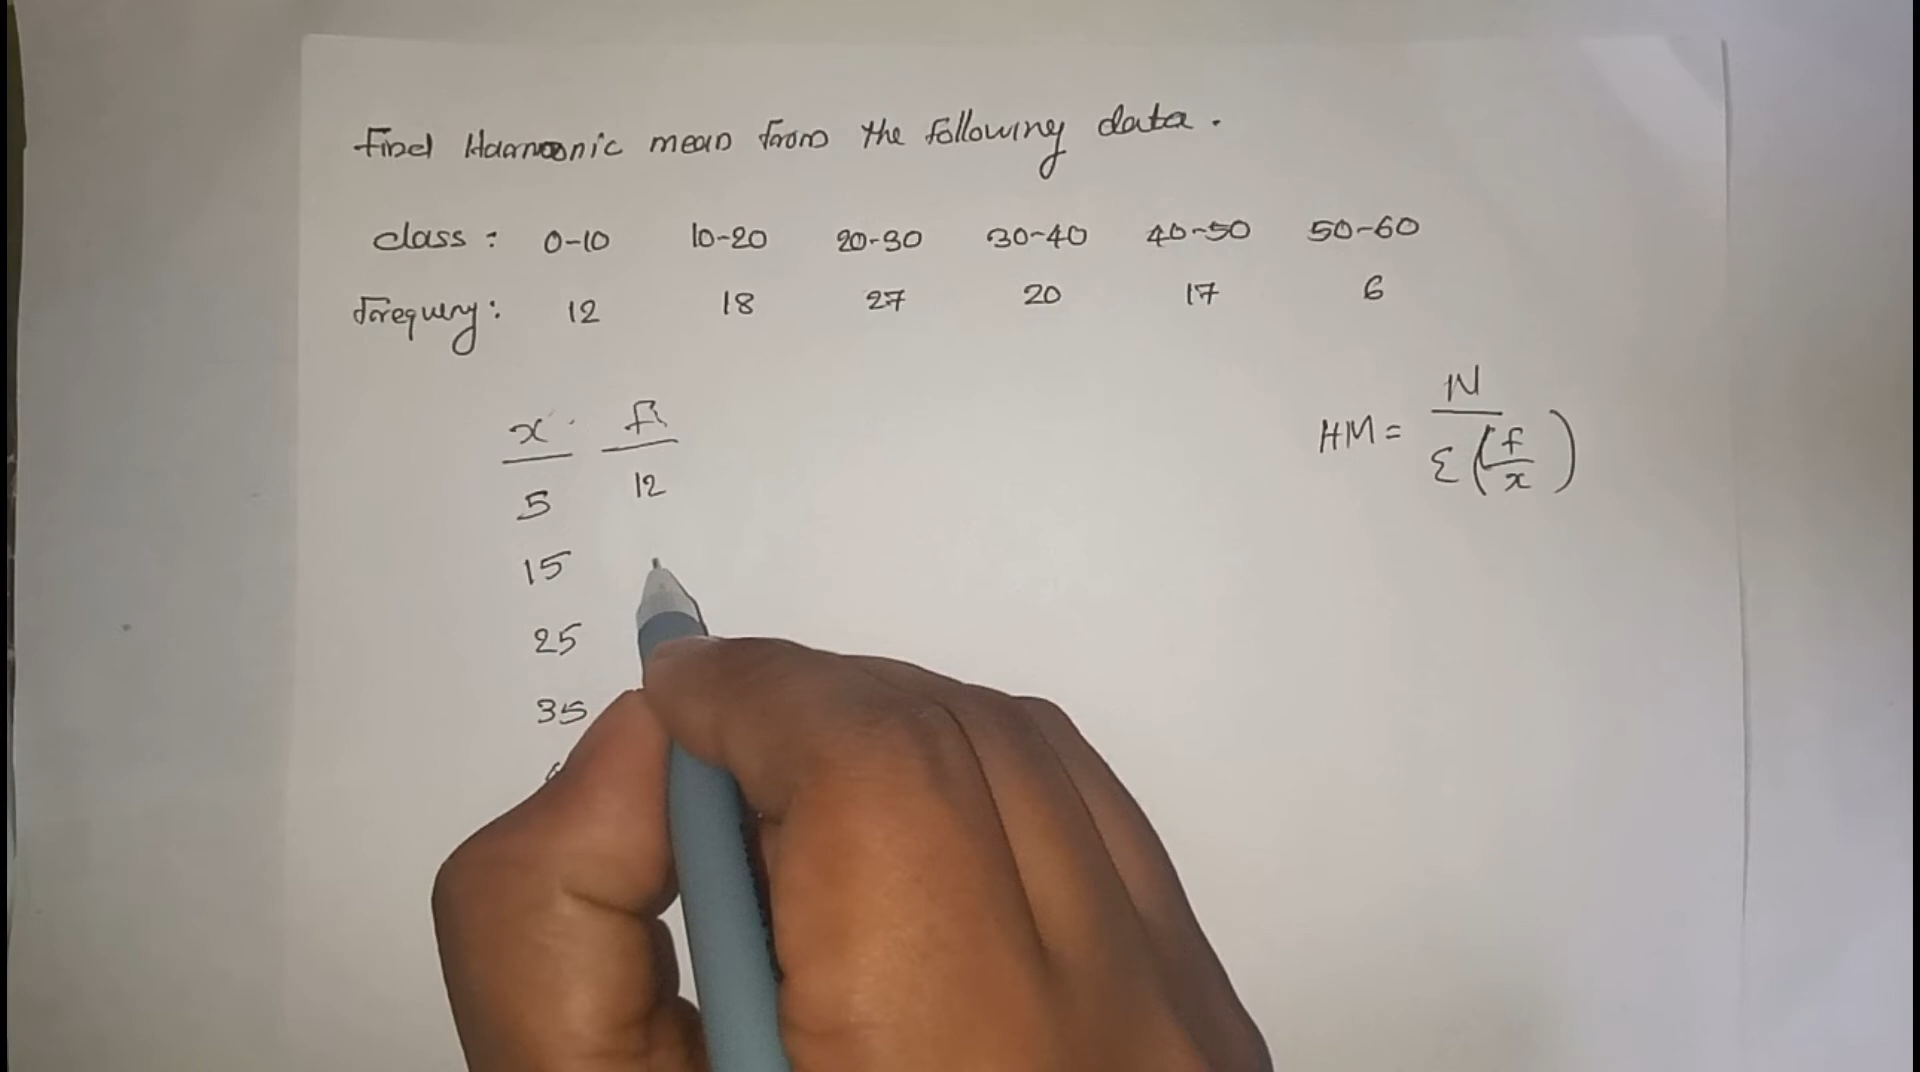 Find Harmonic mean from the following data.
class : 0-10 10-20 20-30 30-40 40-50 50-60
Frequency: 12 18 27 20 17 6
HM = N / Σ (f/x)
x f
5 12
15
25
35